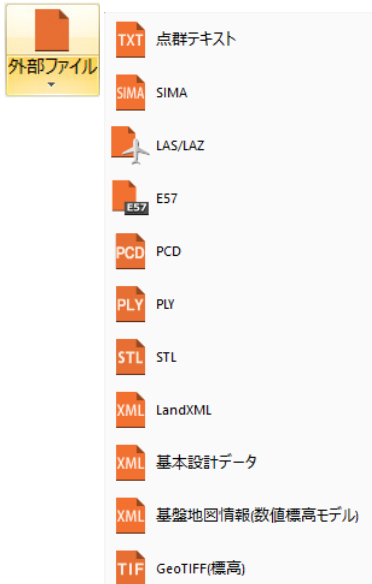 外部ファイル
TXT 点群テキスト
SIMA SIMA
LAS/LAZ
E57 E57
PCD PCD
PLY PLY
STL STL
XML LandXML
XML 基本設計データ
XML 基盤地図情報(数値標高モデル)
TIF GeoTIFF(標高)